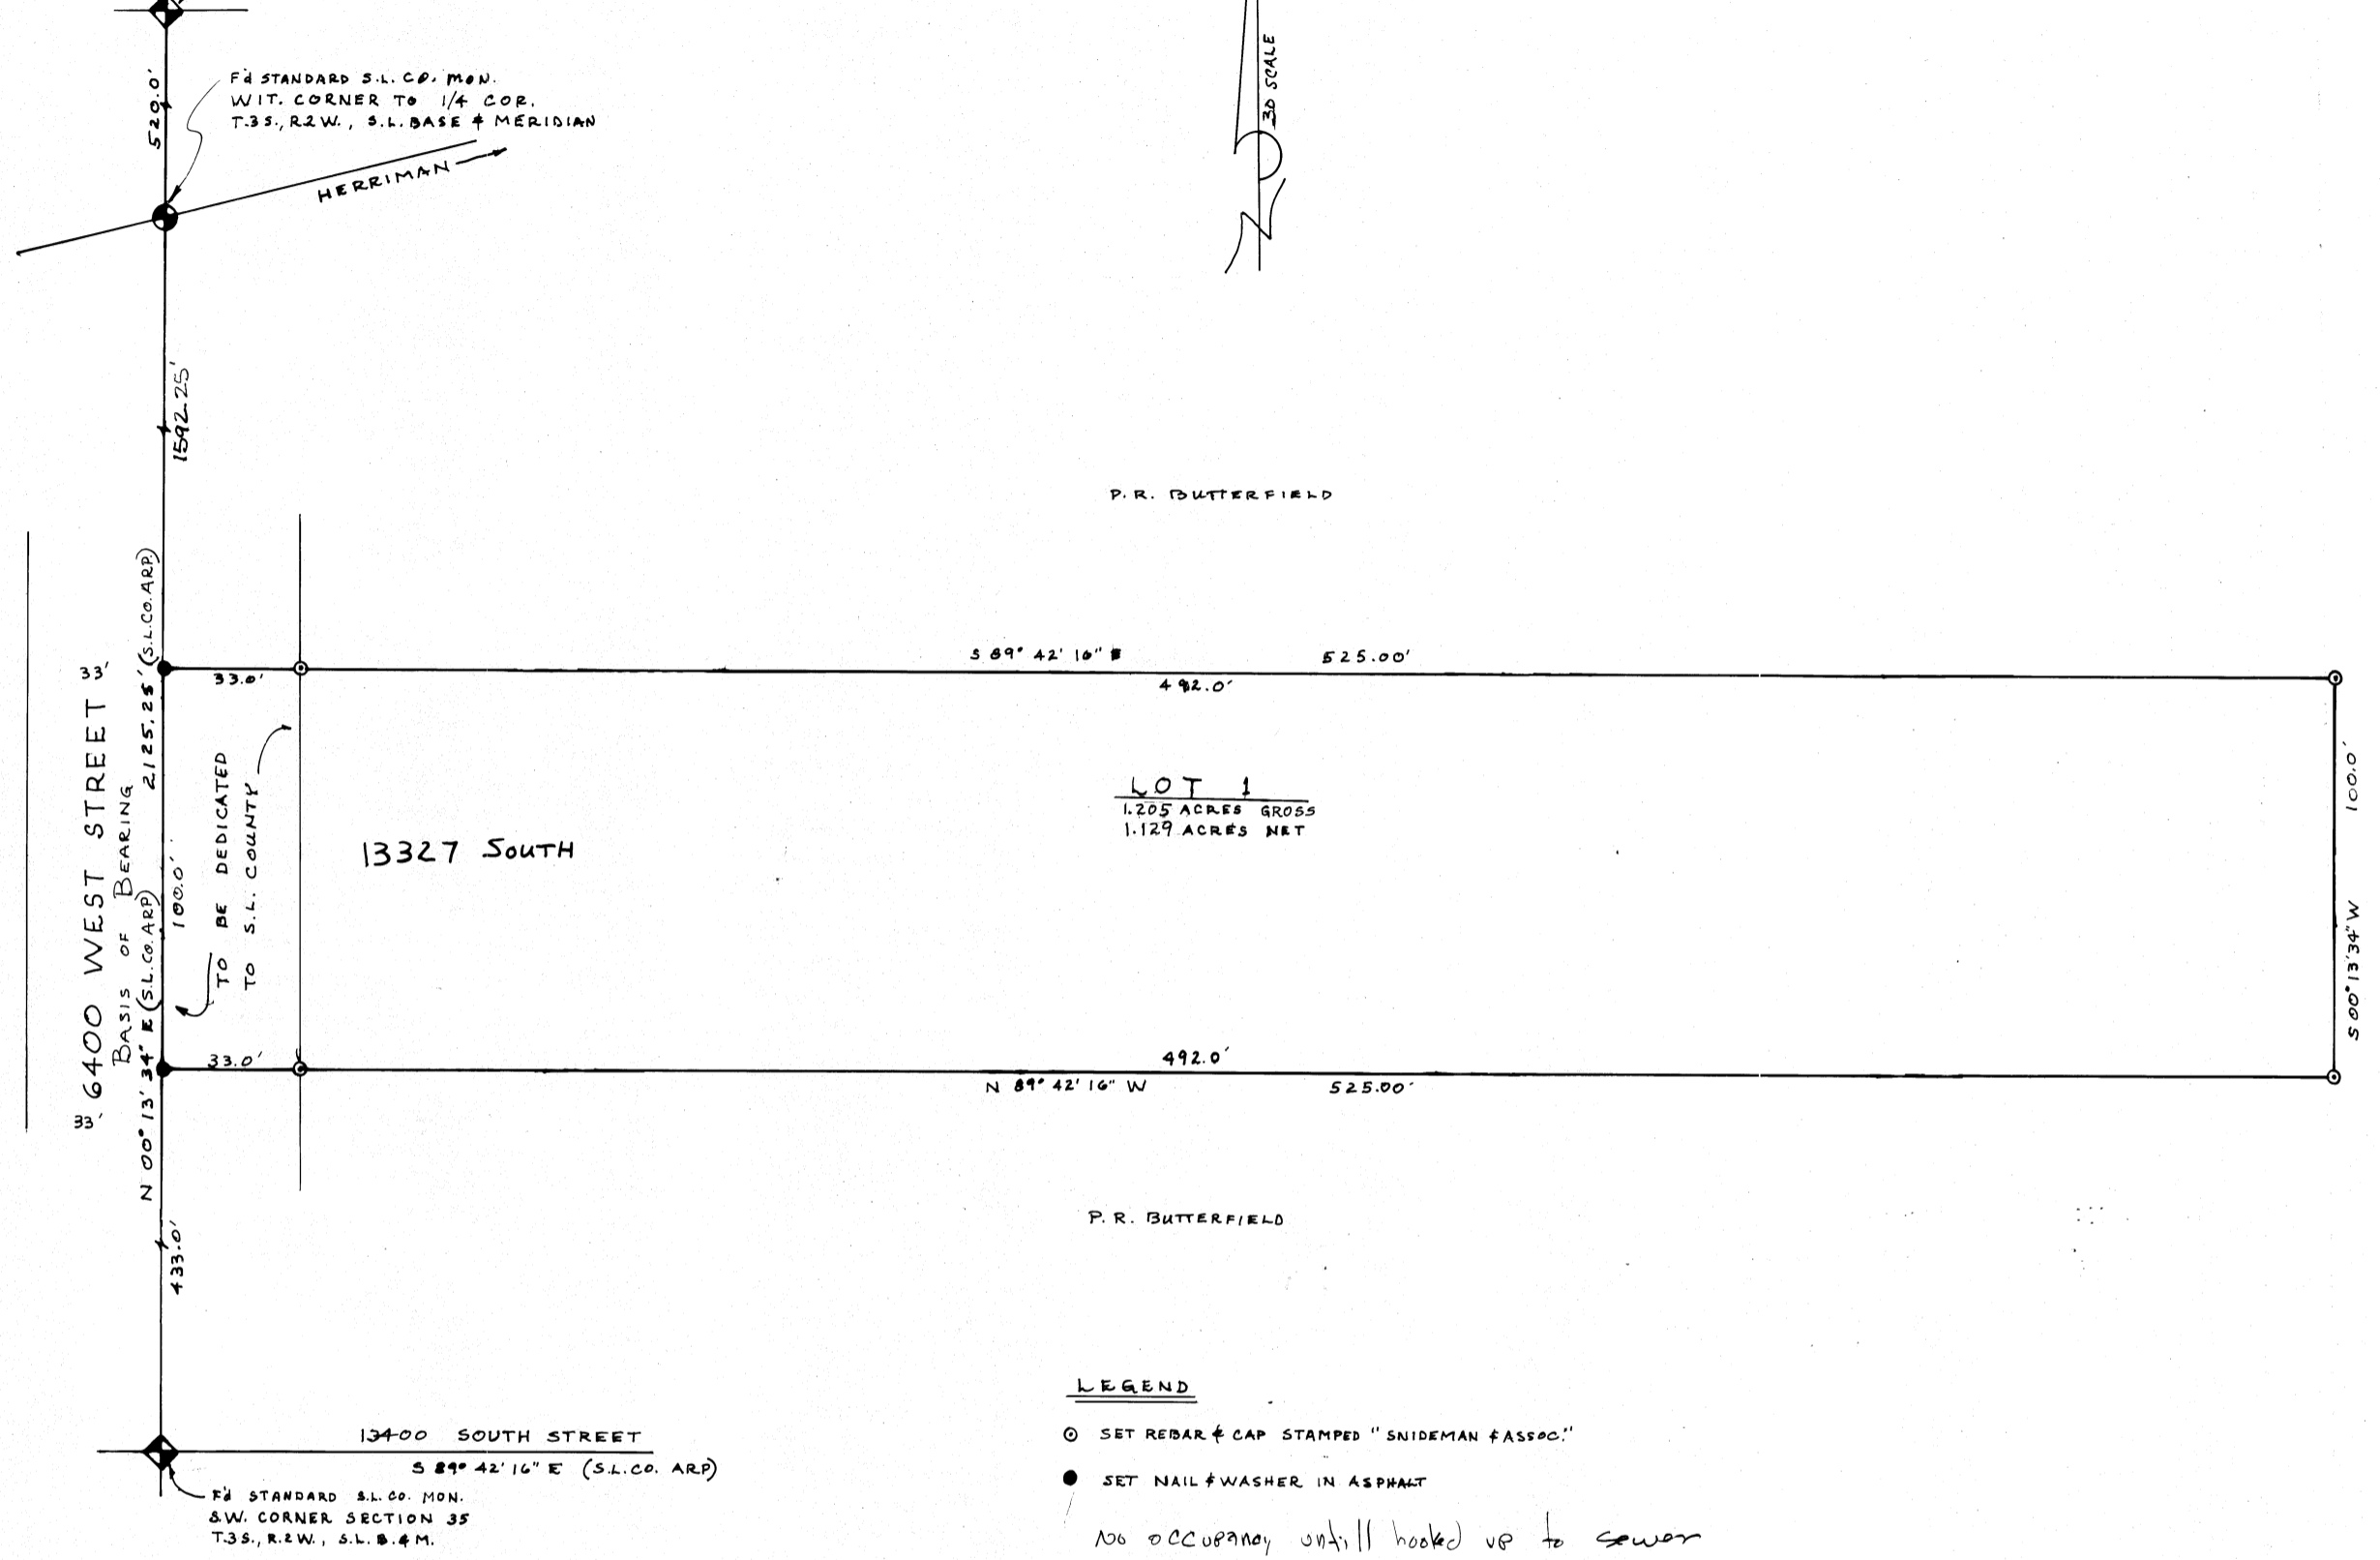 520.0'
F'd STANDARD S.L. CO. MON.
WIT. CORNER TO 1/4 COR.
T.3S., R.2W., S.L. BASE & MERIDIAN
HERRIMAN
30 SCALE
1592.25'
P.R. BUTTERFIELD
S 89° 42' 16" E 525.00'
33.0'
492.0'
33'
6400 WEST STREET
33'
BASIS OF BEARING
N 00° 13' 34" E (S.L.CO.ARP) 2125.25' (S.L.CO.ARP.)
100.0'
TO BE DEDICATED
TO S.L. COUNTY
LOT 1
1.205 ACRES GROSS
1.129 ACRES NET
13327 SOUTH
100.0'
S 00° 13' 34" W
33.0'
492.0'
N 89° 42' 16" W 525.00'
433.0'
P.R. BUTTERFIELD
LEGEND
SET REBAR & CAP STAMPED "SNIDEMAN & ASSOC."
SET NAIL & WASHER IN ASPHALT
No occupancy untill hooked up to sewer
13400 SOUTH STREET
S 89° 42' 16" E (S.L.CO. ARP)
F'd STANDARD S.L. CO. MON.
S.W. CORNER SECTION 35
T.3S., R.2W., S.L. B. & M.